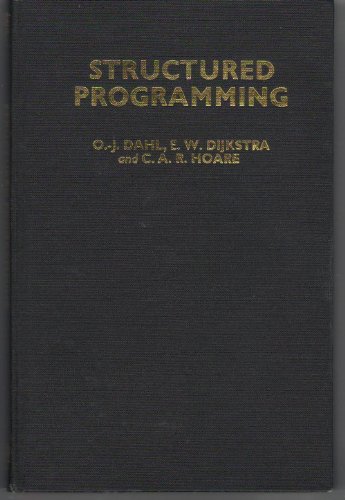 STRUCTURED
PROGRAMMING
O.-J. DAHL, E. W. DIJKSTRA
and C. A. R. HOARE